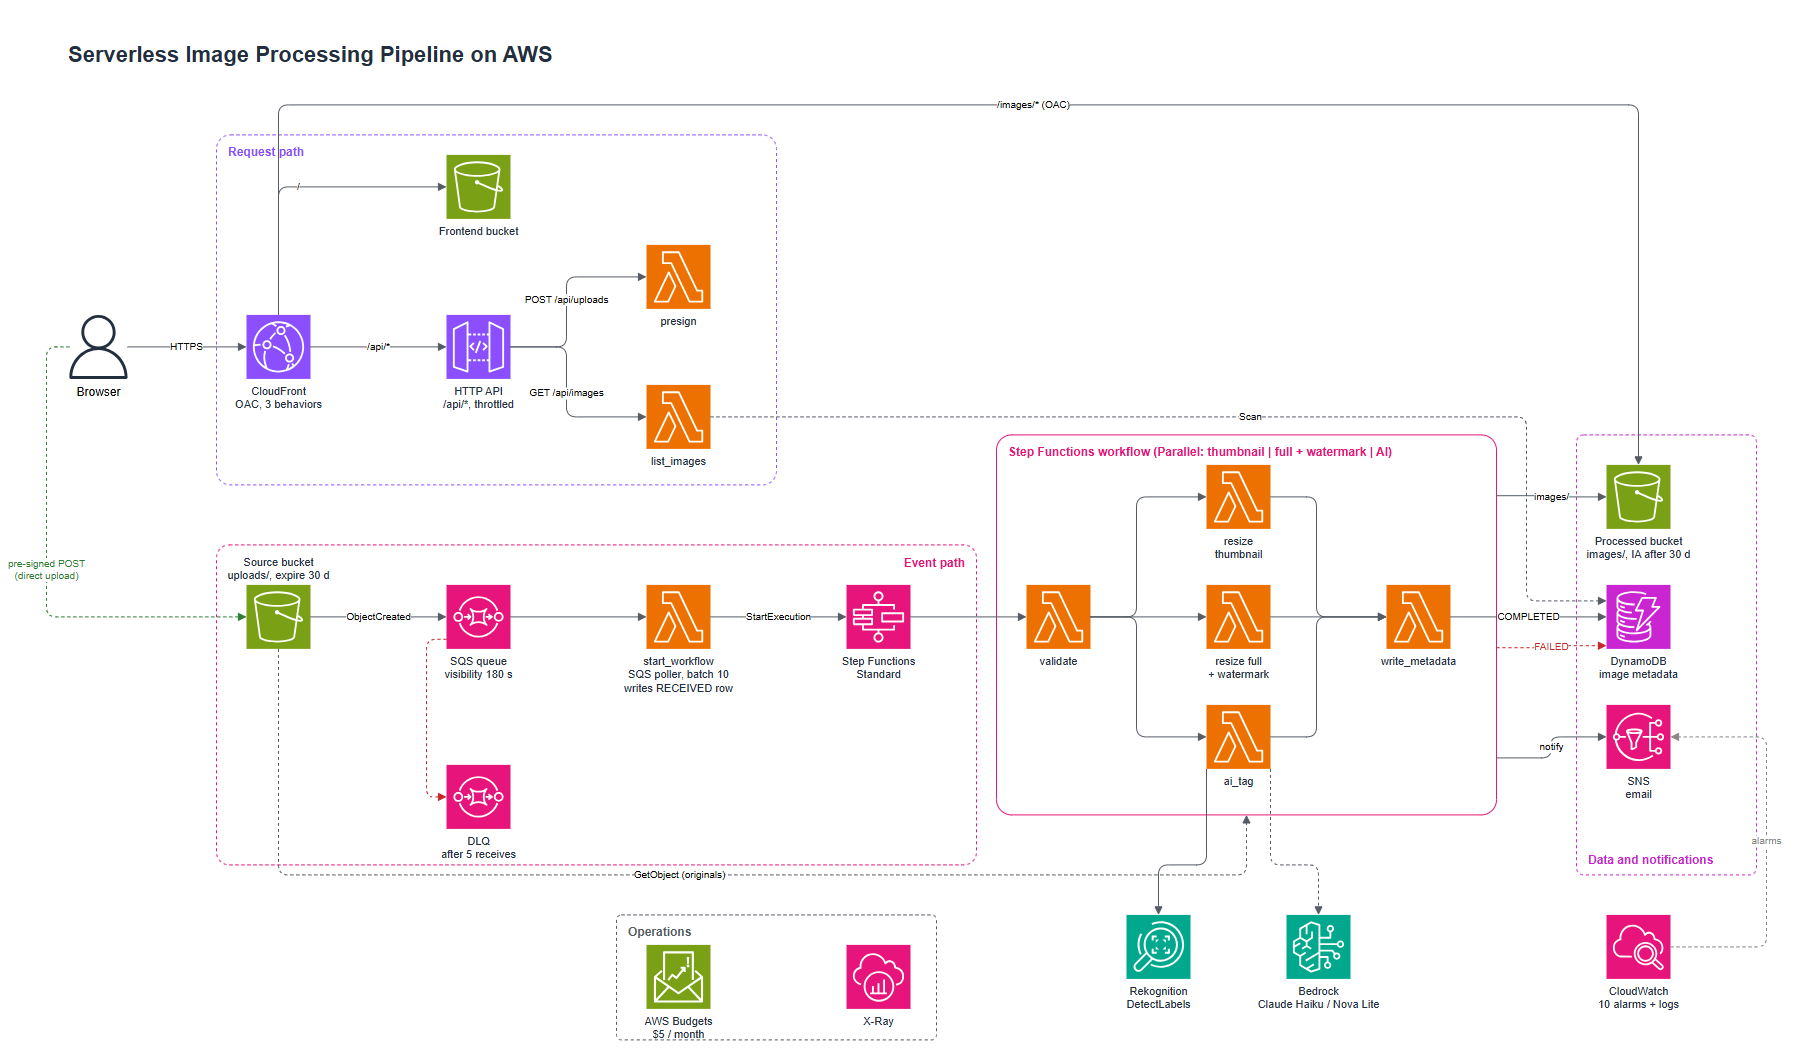 Serverless Image Processing Pipeline on AWS
/images/* (OAC)
Request path
/
Frontend bucket
POST /api/uploads
presign
HTTPS
/api/*
Browser
CloudFront
OAC, 3 behaviors
HTTP API
/api/*, throttled
GET /api/images
list_images
Scan
Step Functions workflow (Parallel: thumbnail | full + watermark | AI)
resize
thumbnail
images/
Processed bucket
images/, IA after 30 d
pre-signed POST
(direct upload)
Source bucket
uploads/, expire 30 d
Event path
ObjectCreated
StartExecution
SQS queue
visibility 180 s
start_workflow
SQS poller, batch 10
writes RECEIVED row
Step Functions
Standard
validate
resize full
+ watermark
write_metadata
COMPLETED
FAILED
DynamoDB
image metadata
ai_tag
notify
SNS
email
DLQ
after 5 receives
GetObject (originals)
alarms
Data and notifications
Operations
AWS Budgets
$5 / month
X-Ray
Rekognition
DetectLabels
Bedrock
Claude Haiku / Nova Lite
CloudWatch
10 alarms + logs